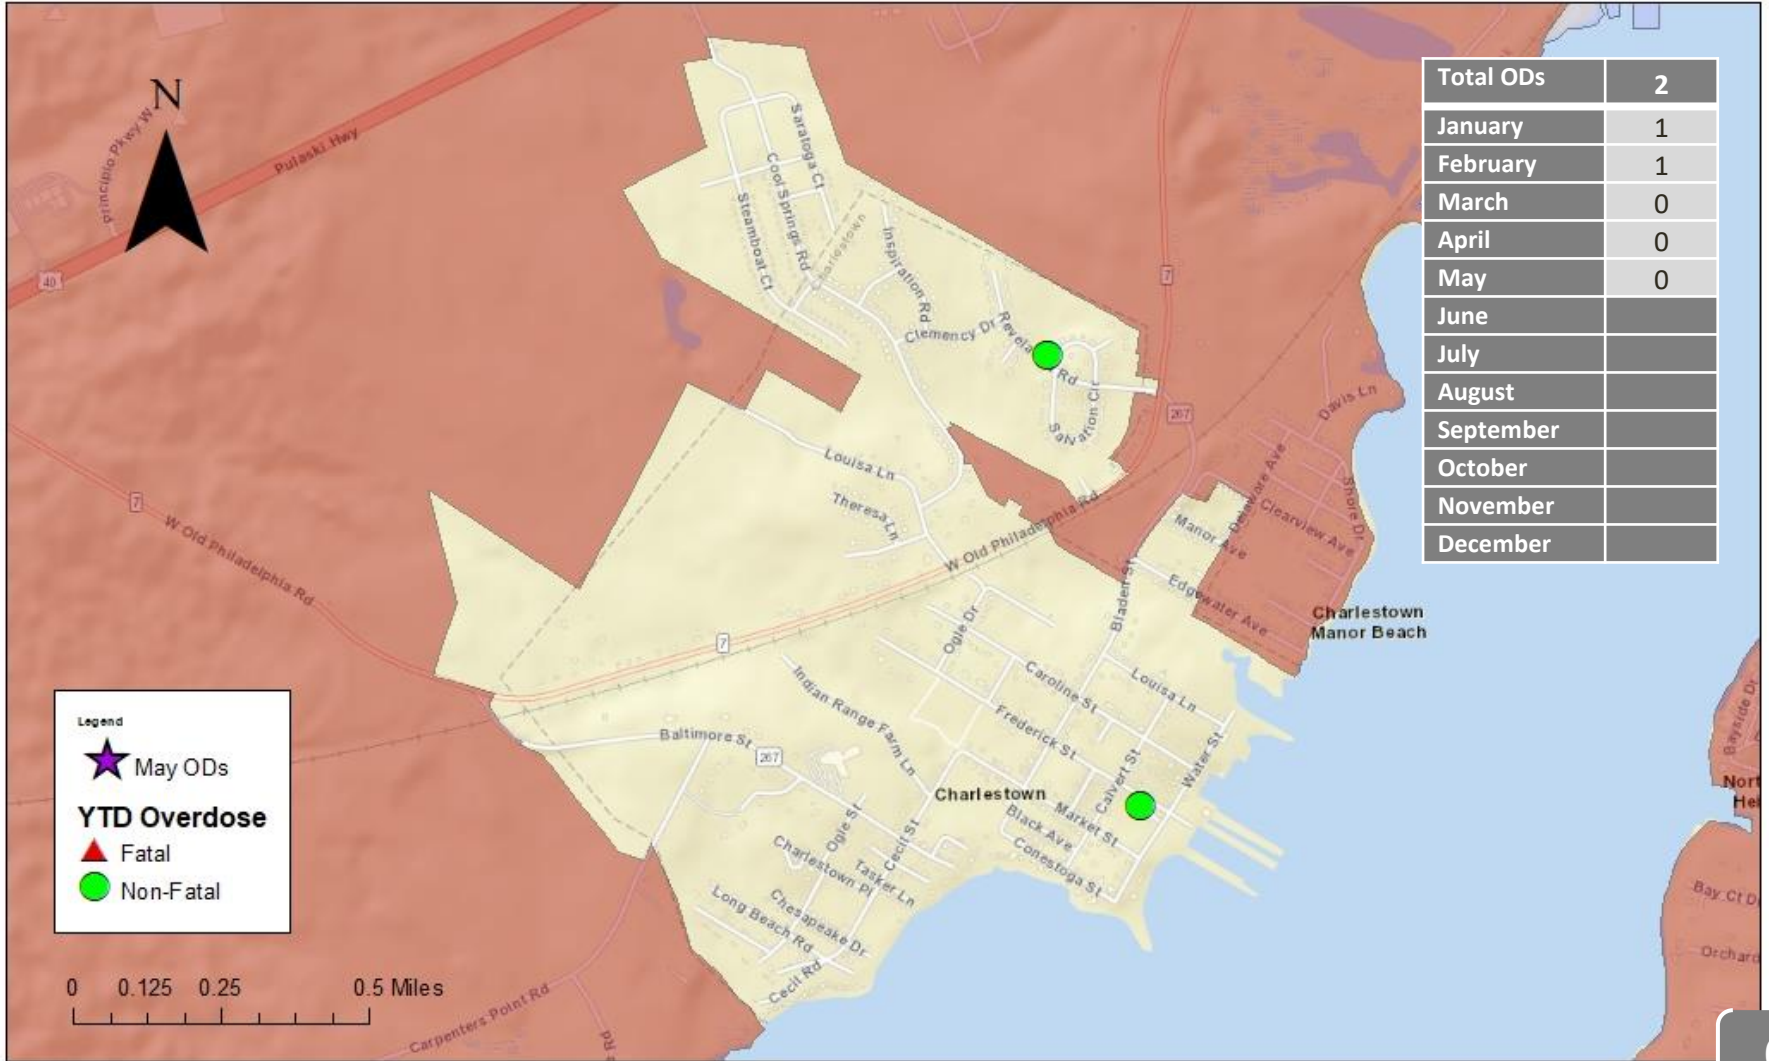 N
Principio Pkwy W
Pulaski Hwy
40
Total ODs 2
January 1
February 1
March 0
April 0
May 0
June
July
August
September
October
November
December
Saratoga Ct
Cool Springs Rd
Steamboat Ct
Charlestown
Inspiration Rd
Clemency Dr
Rd
Salvation Cir
7
267
Davis Ln
Delaware Ave
Clearview Ave
Shore Dr
Manor Ave
Edgewater Ave
Charlestown
Manor Beach
Louisa Ln
Theresa Ln
W Old Philadelphia Rd
7
W Old Philadelphia Rd
7
Bladen St
Ogle Dr
Caroline St
Louisa Ln
Frederick St
Indian Range Farm Ln
Baltimore St
267
Calvert St
Water St
Charlestown
Market St
Black Ave
Conestoga St
Ogle St
Cecil St
Charlestown Pl
Tasker Ln
Chesapeake Dr
Long Beach Rd
Cecil Rd
Carpenters Point Rd
Bayside Dr
Bay Ct D
Orchard
Legend
May ODs
YTD Overdose
Fatal
Non-Fatal
0 0.125 0.25 0.5 Miles